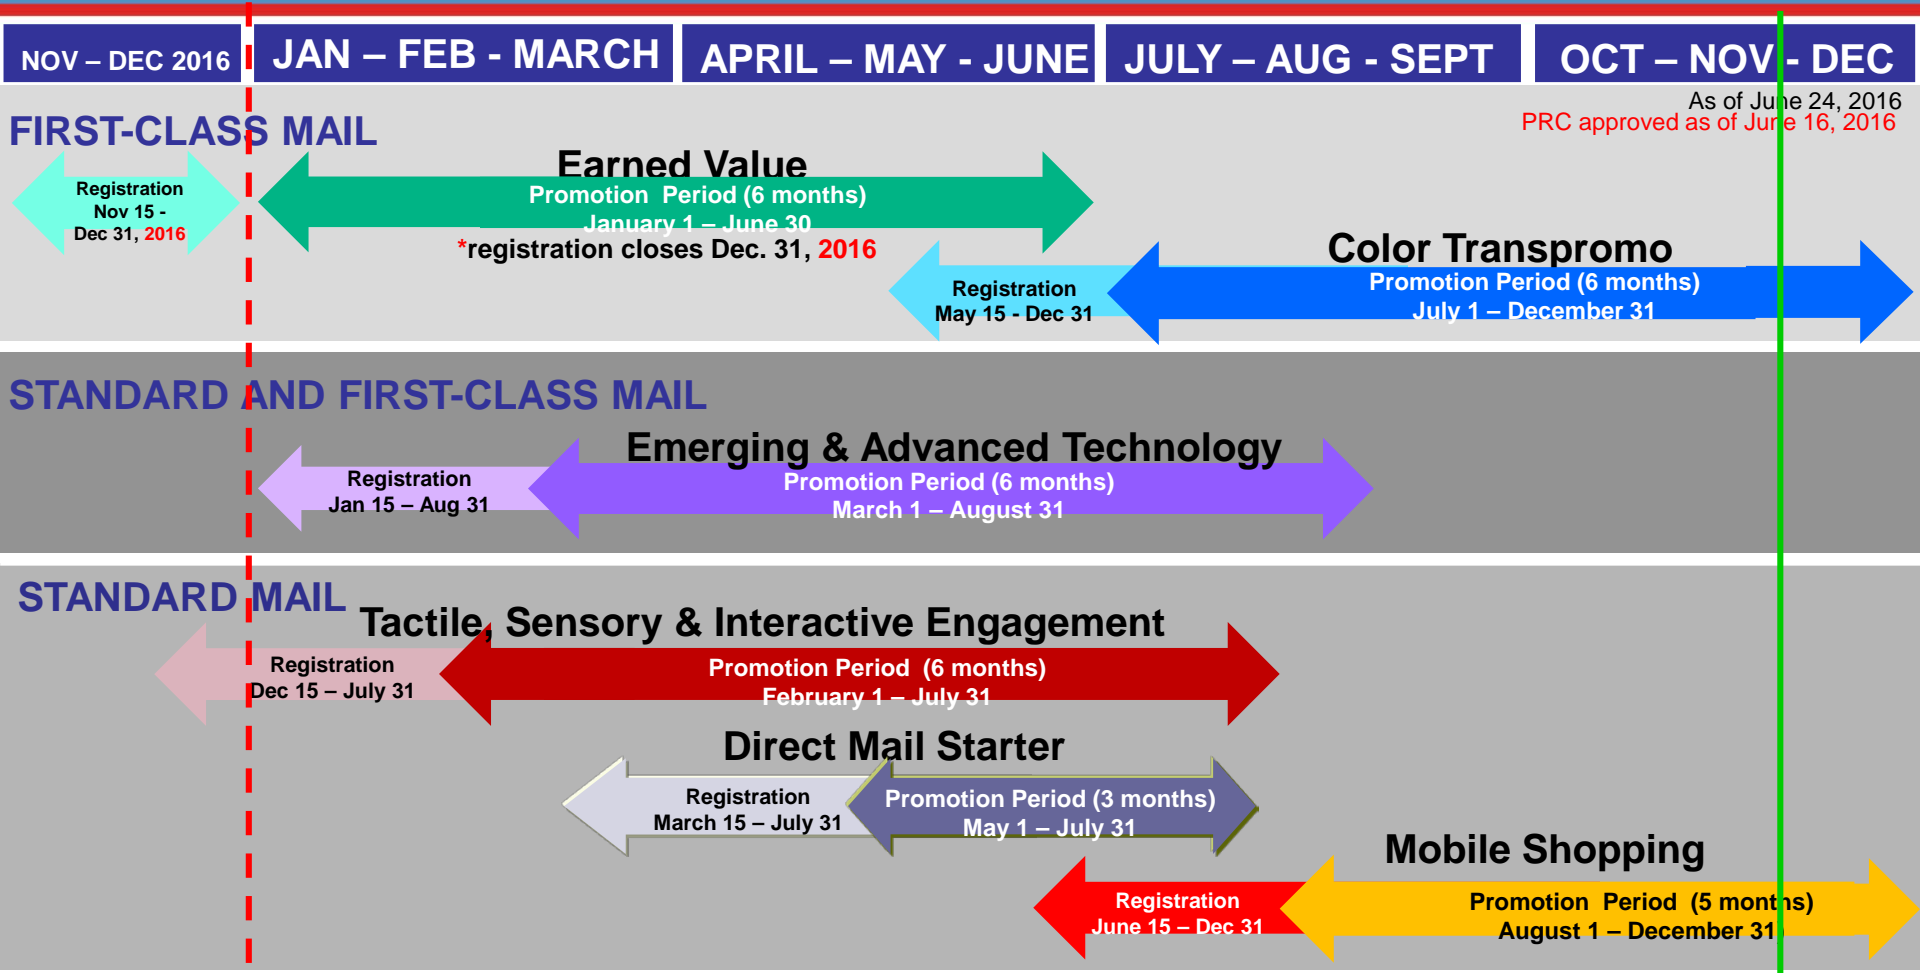 NOV – DEC 2016
JAN – FEB - MARCH
APRIL – MAY - JUNE
JULY – AUG - SEPT
OCT – NOV - DEC
As of June 24, 2016
PRC approved as of June 16, 2016
FIRST-CLASS MAIL
Earned Value
Registration
Nov 15 -
Dec 31, 2016
Promotion Period (6 months)
January 1 – June 30
*registration closes Dec. 31, 2016
Color Transpromo
Registration
May 15 - Dec 31
Promotion Period (6 months)
July 1 – December 31
STANDARD AND FIRST-CLASS MAIL
Emerging & Advanced Technology
Registration
Jan 15 – Aug 31
Promotion Period (6 months)
March 1 – August 31
STANDARD MAIL
Tactile, Sensory & Interactive Engagement
Registration
Dec 15 – July 31
Promotion Period (6 months)
February 1 – July 31
Direct Mail Starter
Registration
March 15 – July 31
Promotion Period (3 months)
May 1 – July 31
Mobile Shopping
Registration
June 15 – Dec 31
Promotion Period (5 months)
August 1 – December 31